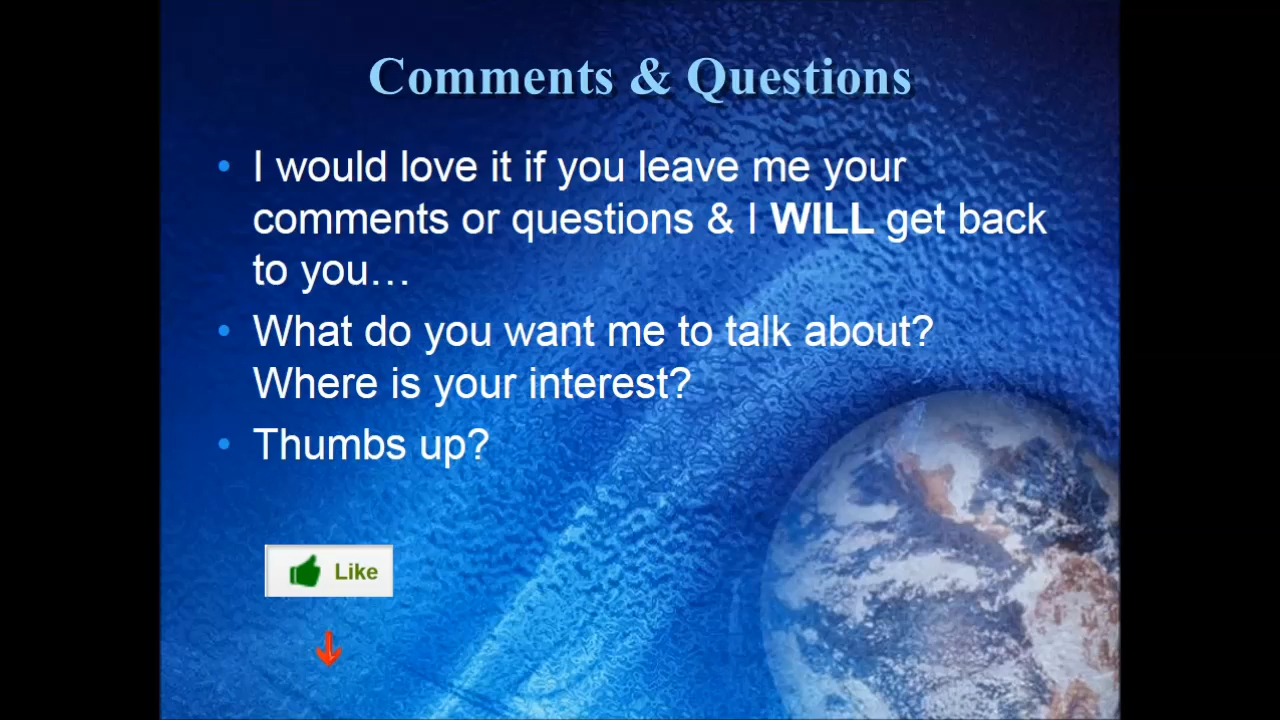 Comments & Questions
• I would love it if you leave me your
comments or questions & I WILL get back
to you…
• What do you want me to talk about?
Where is your interest?
• Thumbs up?
Like